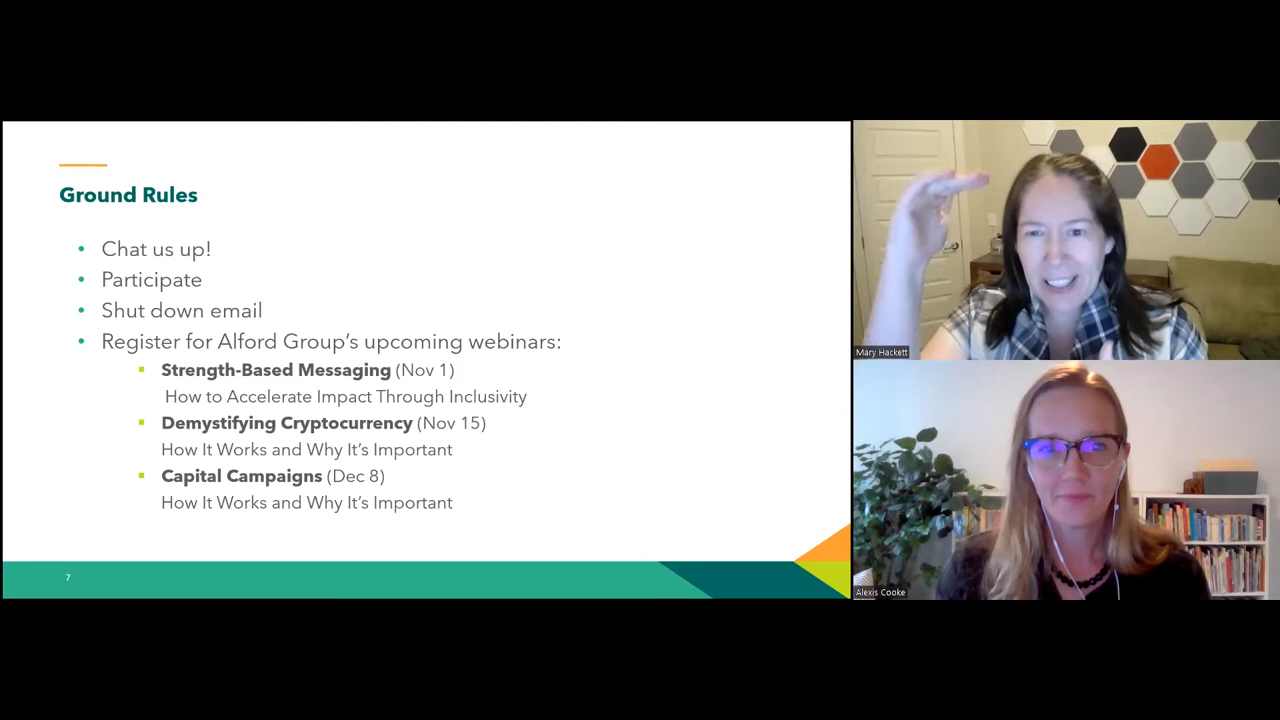 Ground Rules
• Chat us up!
• Participate
• Shut down email
• Register for Alford Group’s upcoming webinars:
▪ Strength-Based Messaging (Nov 1)
How to Accelerate Impact Through Inclusivity
▪ Demystifying Cryptocurrency (Nov 15)
How It Works and Why It’s Important
▪ Capital Campaigns (Dec 8)
How It Works and Why It’s Important
7
Mary Hackett
Alexis Cooke